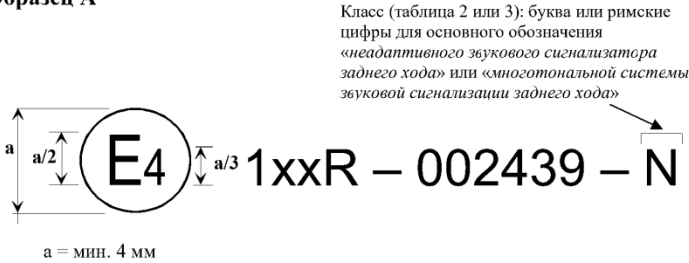 Образец A
Класс (таблица 2 или 3): буква или римские
цифры для основного обозначения
«неадаптивного звукового сигнализатора
заднего хода» или «многотональной системы
звуковой сигнализации заднего хода»
a
a/2
E4
a/3
1xxR – 002439 – N
a = мин. 4 мм